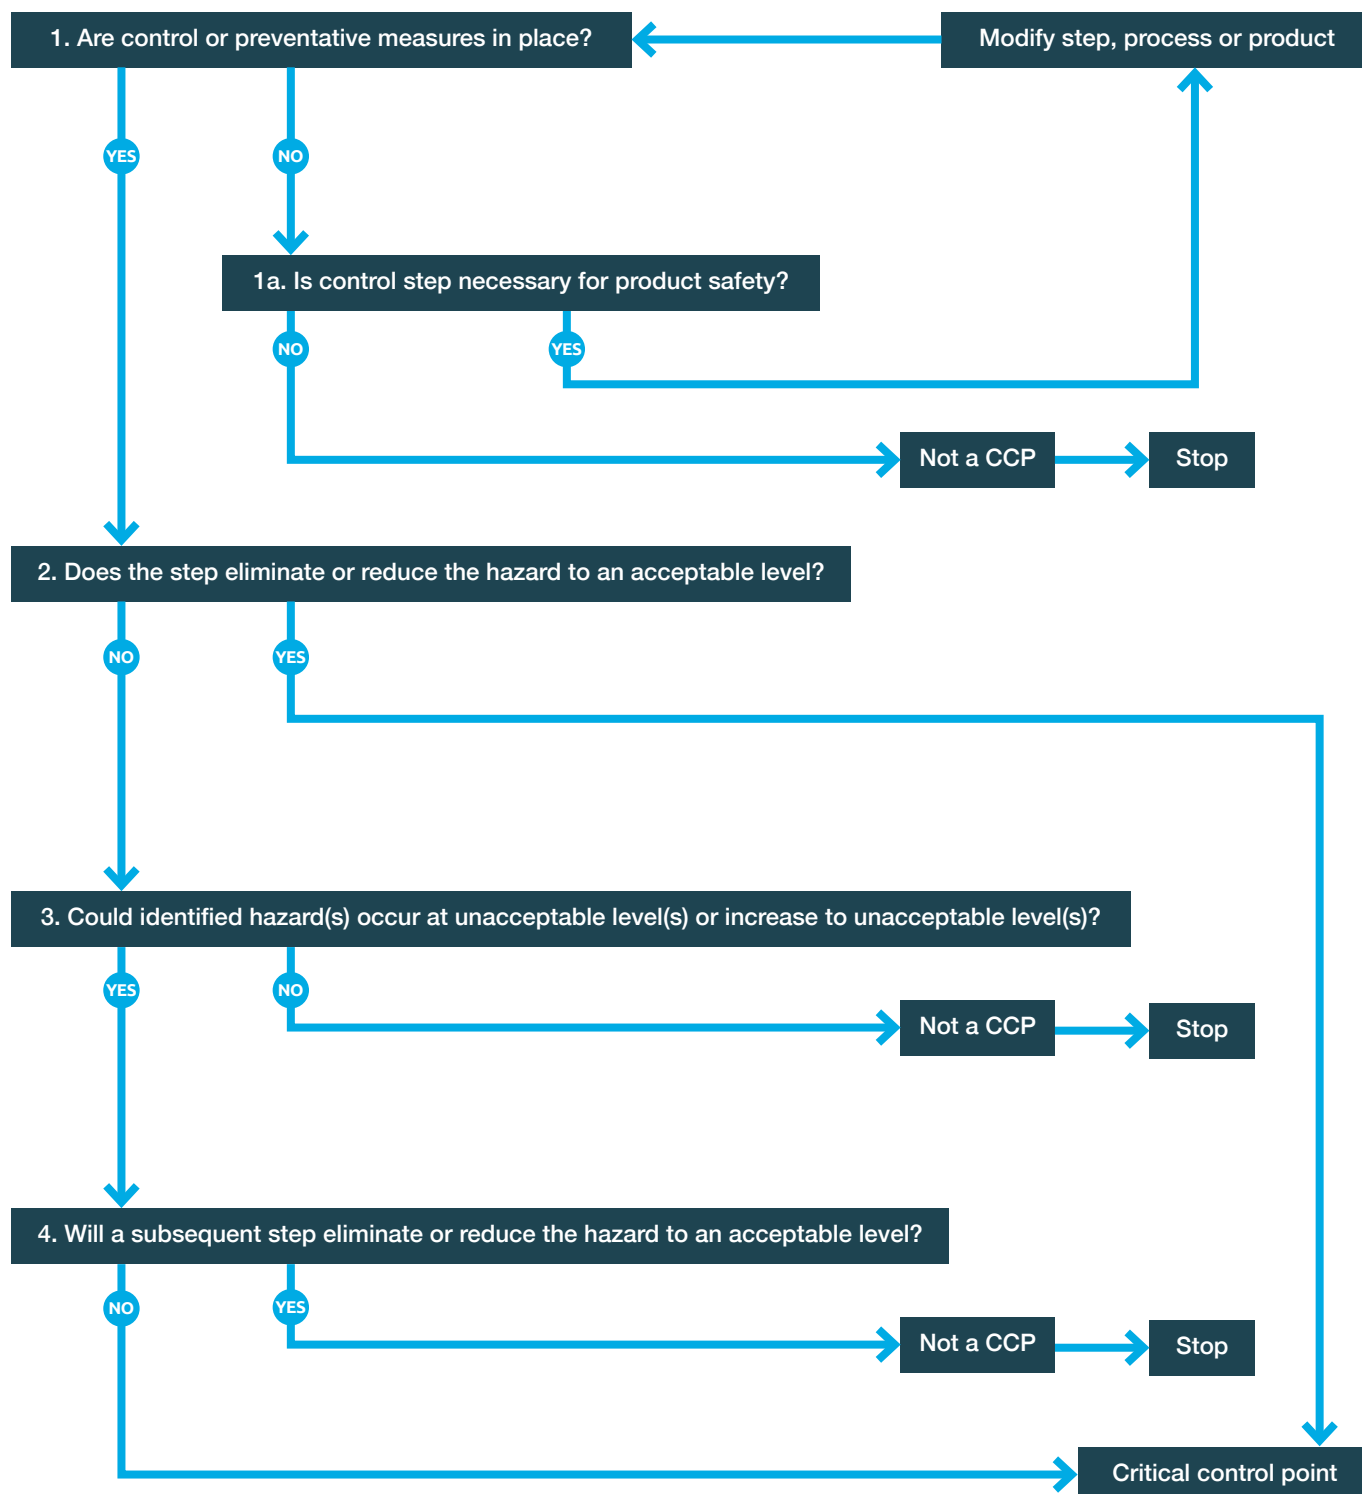 1. Are control or preventative measures in place?
Modify step, process or product
YES
NO
1a. Is control step necessary for product safety?
NO
YES
Not a CCP
Stop
2. Does the step eliminate or reduce the hazard to an acceptable level?
NO
YES
3. Could identified hazard(s) occur at unacceptable level(s) or increase to unacceptable level(s)?
YES
NO
Not a CCP
Stop
4. Will a subsequent step eliminate or reduce the hazard to an acceptable level?
NO
YES
Not a CCP
Stop
Critical control point